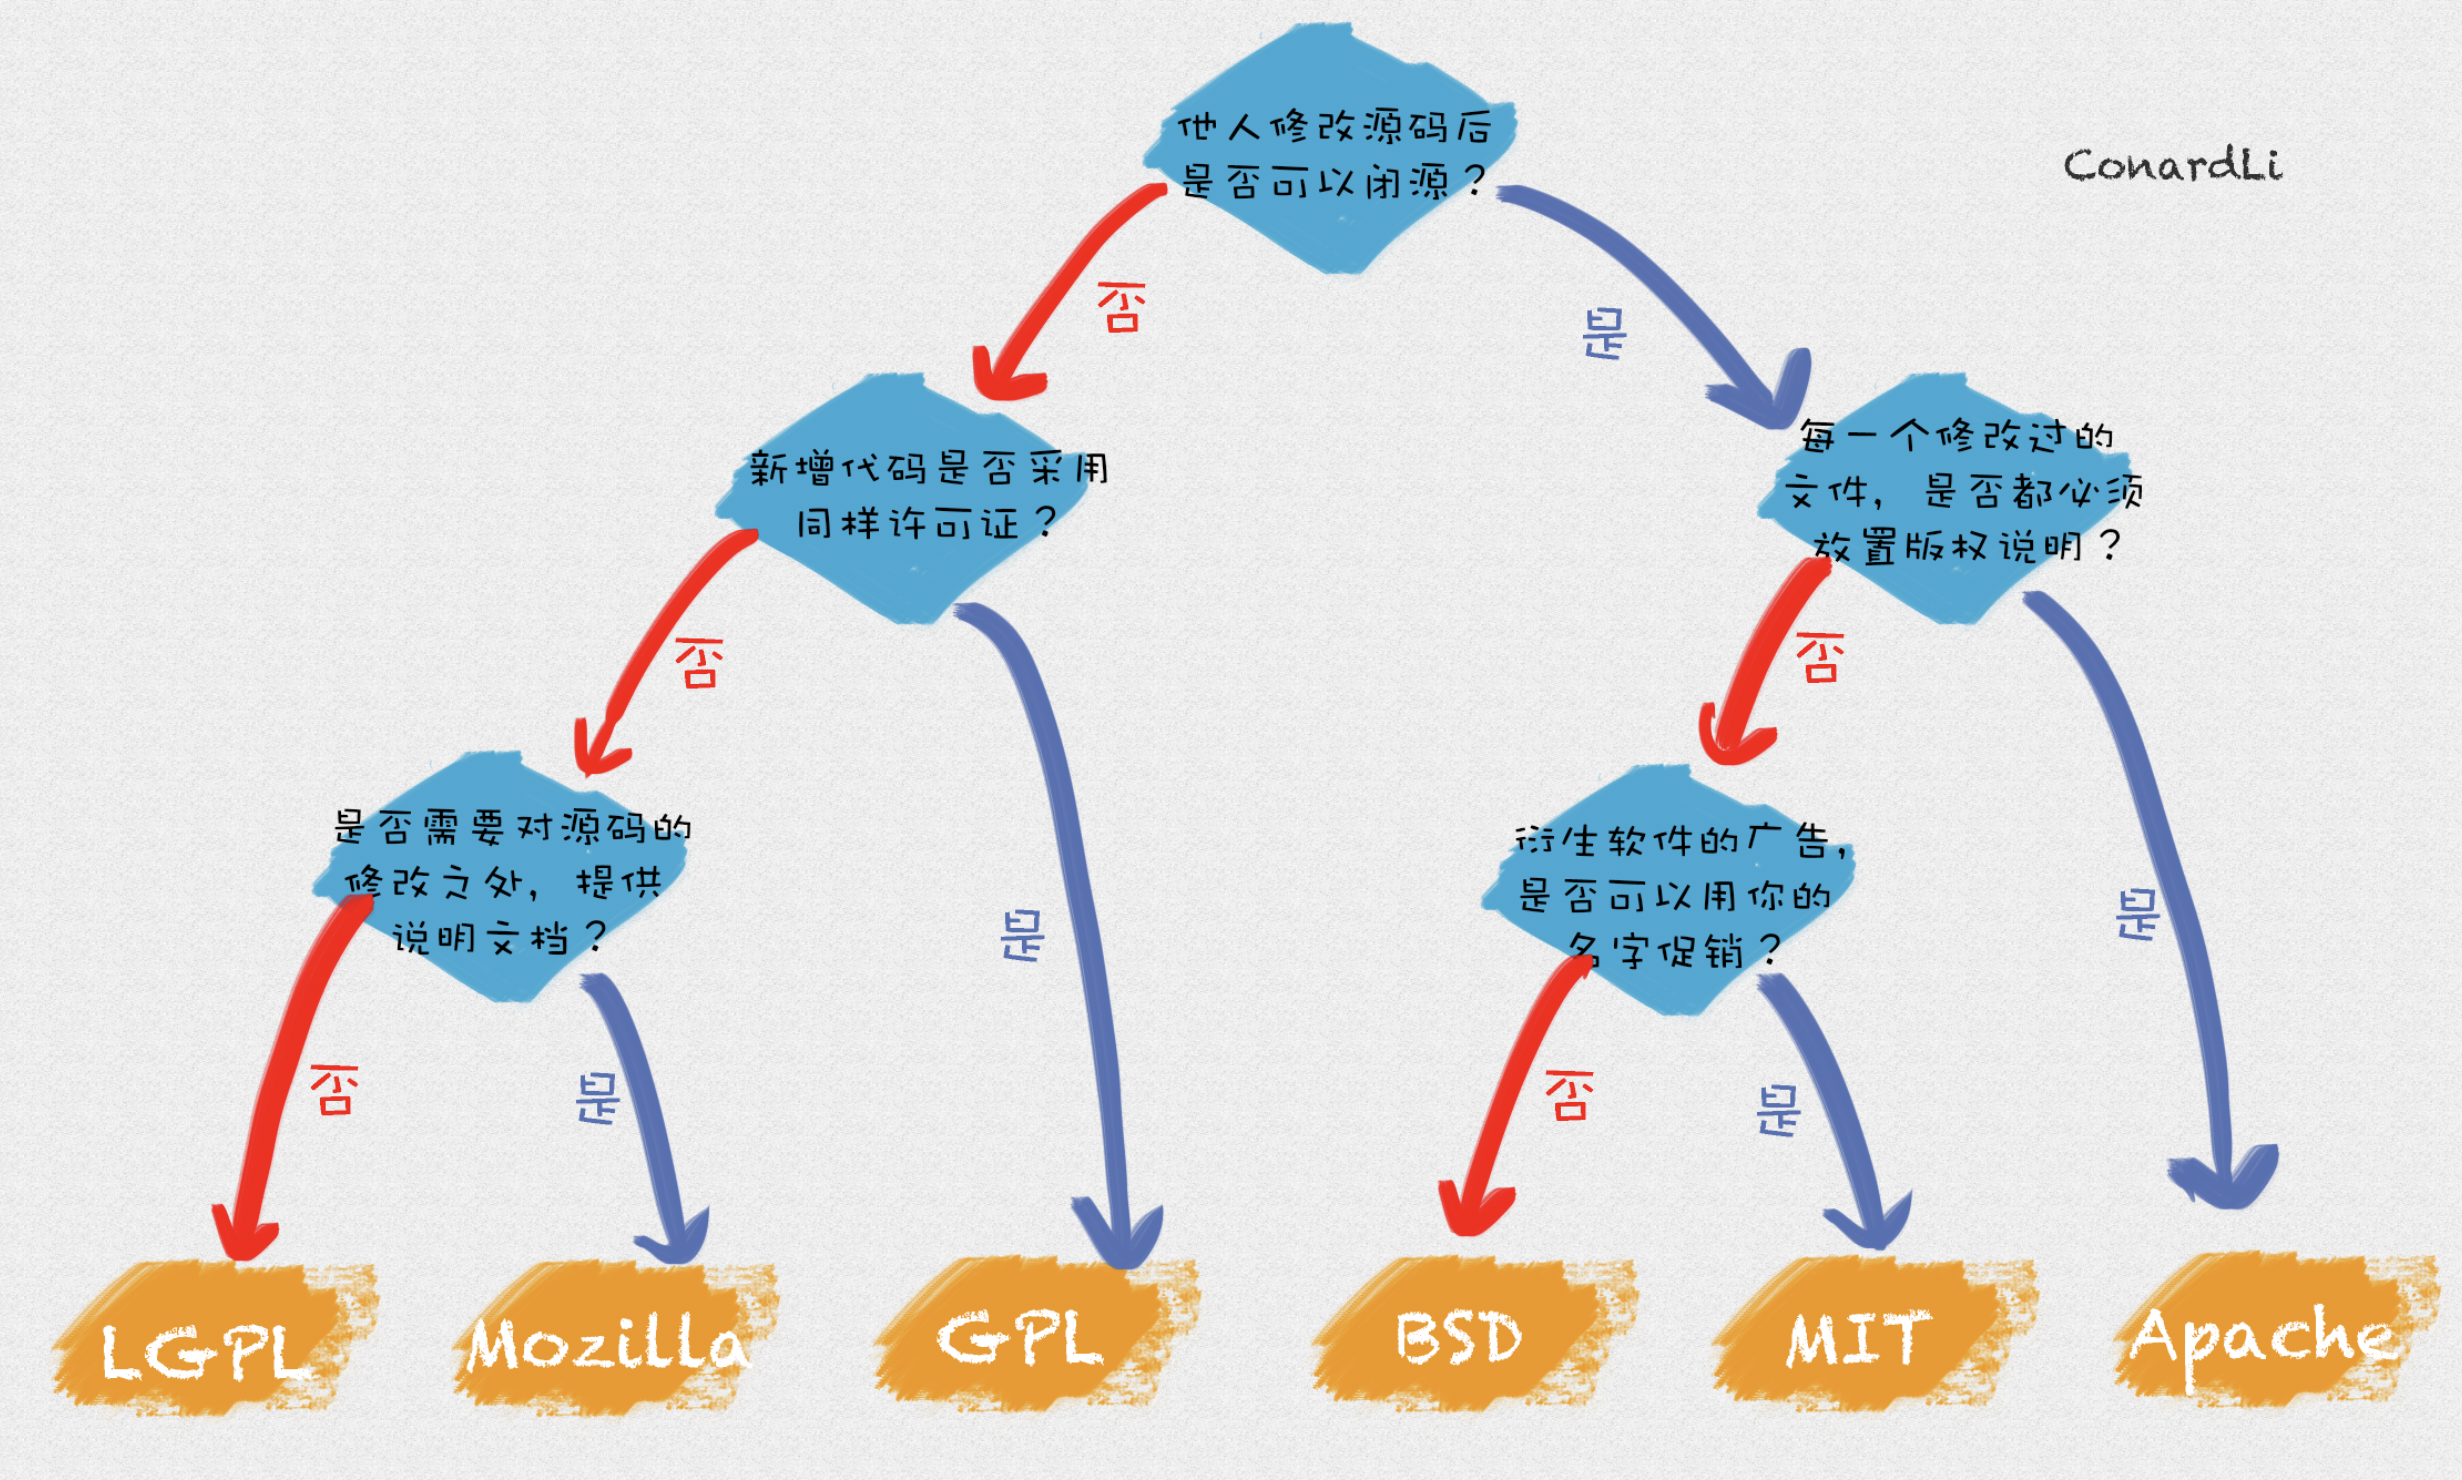 他人修改源码后
是否可以闭源？
ConardLi
否
是
新增代码是否采用
同样许可证？
每一个修改过的
文件，是否都必须
放置版权说明？
否
是
否
是
是否需要对源码的
修改之处，提供
说明文档？
衍生软件的广告，
是否可以用你的
名字促销？
否
是
否
是
LGPL
Mozilla
GPL
BSD
MIT
Apache